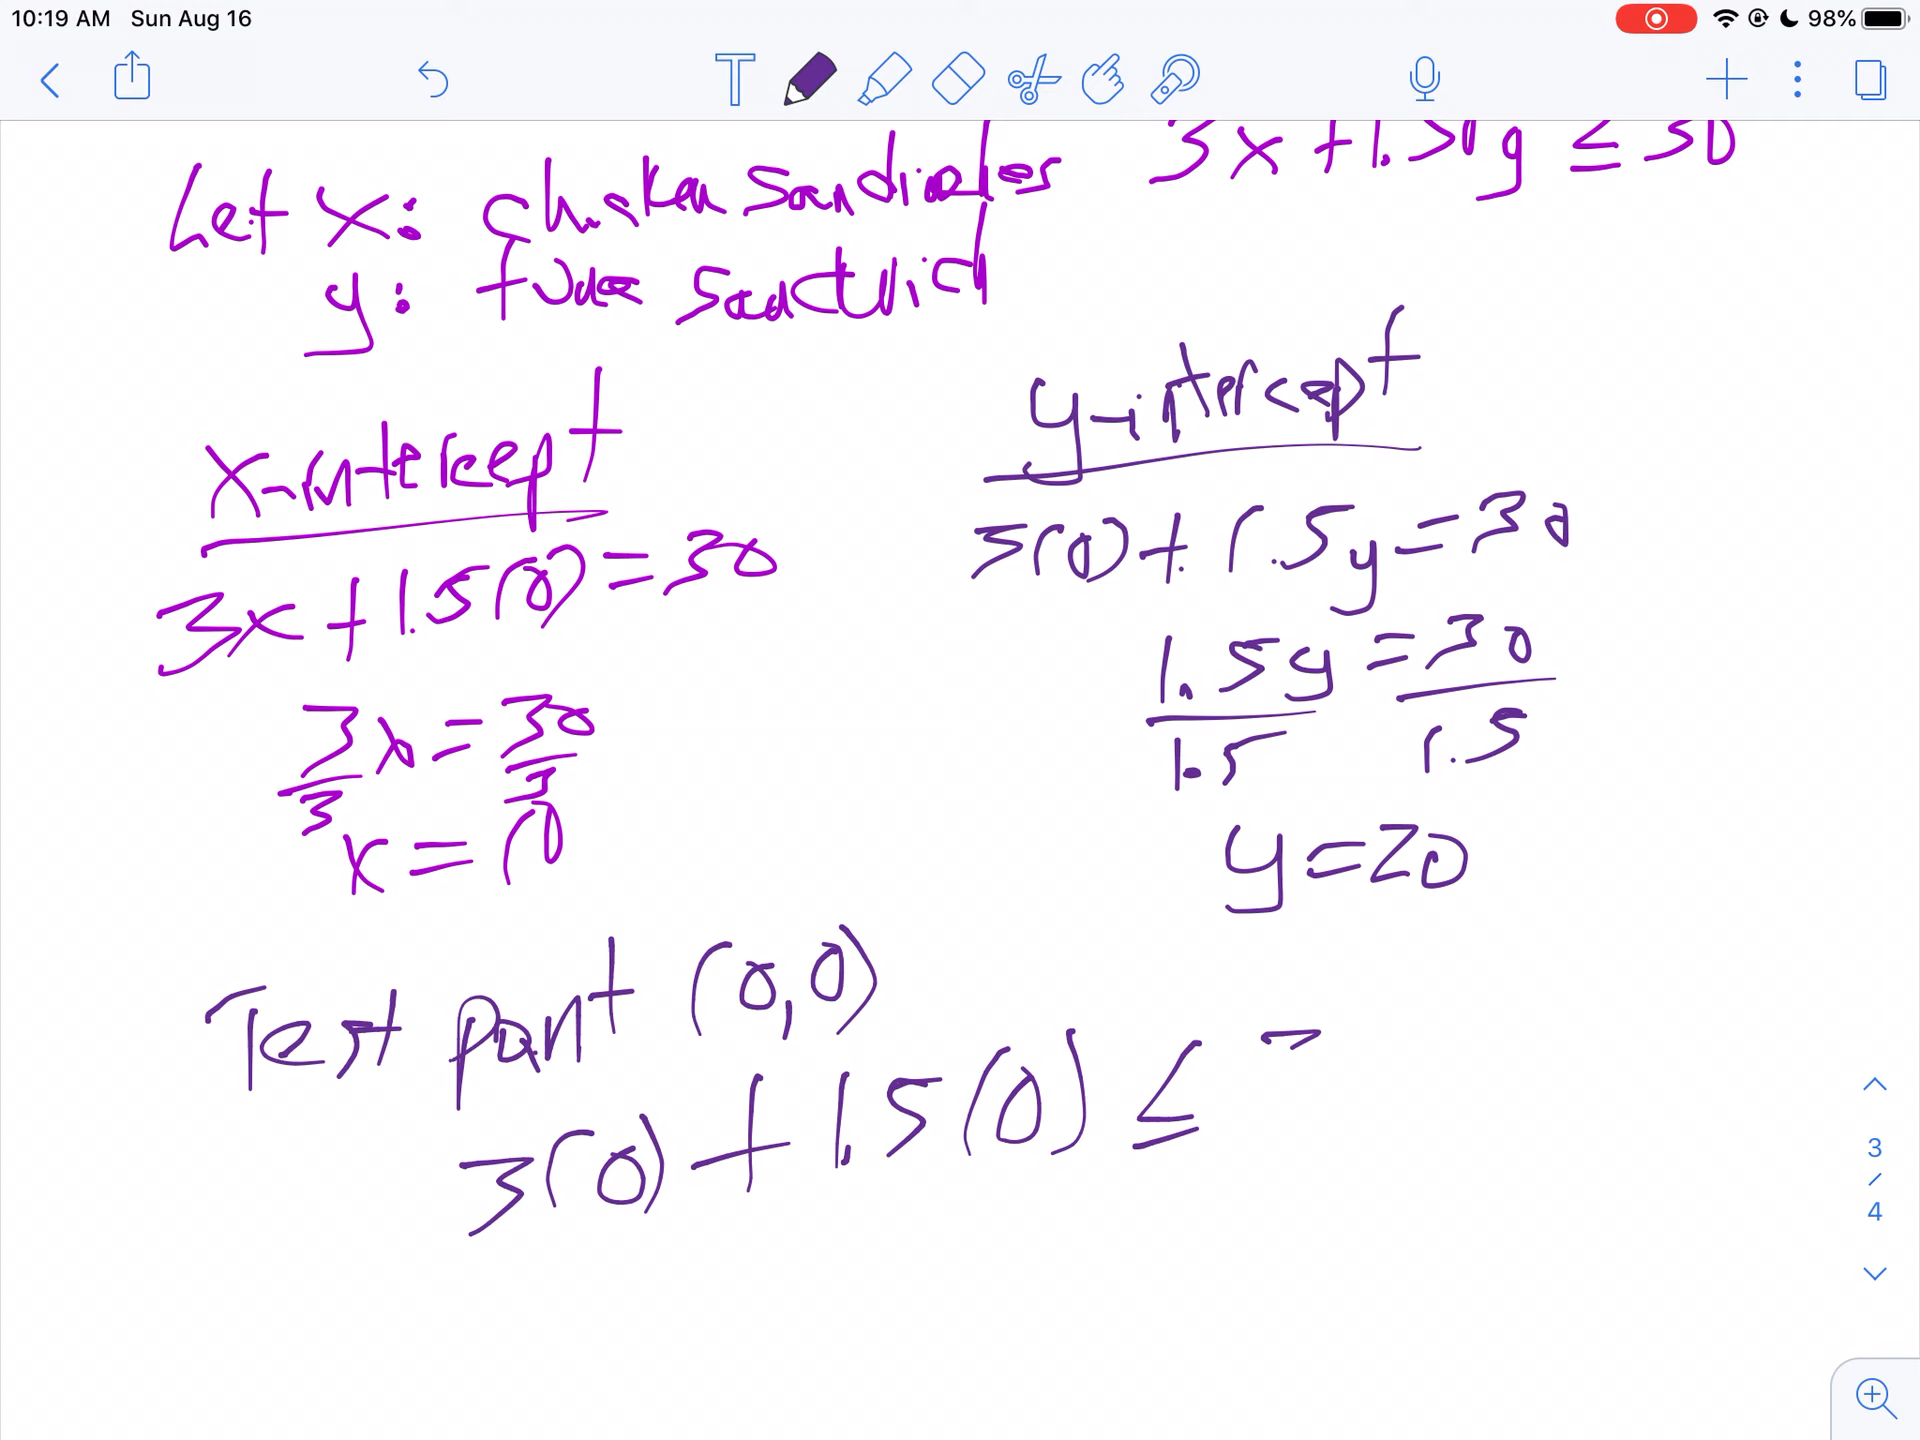 10:19 AM Sun Aug 16
98%
T
Let x: chicken sandwiches
3x + 1.50y ≤ 30
y: tuna sandwich
x-intercept
3x + 1.5(0) = 30
3x = 30
3 3
x = 10
y-intercept
3(0) + 1.5y = 30
1.5y = 30
1.5 1.5
y = 20
Test point (0,0)
3(0) + 1.5(0) ≤
3
/
4